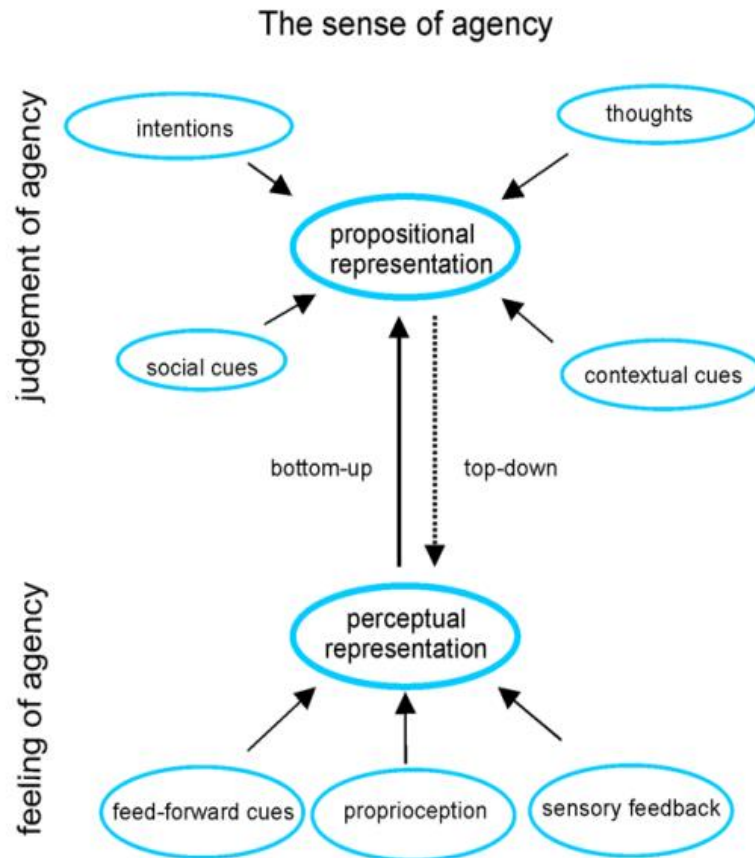 The sense of agency
judgement of agency
intentions
thoughts
propositional
representation
social cues
contextual cues
bottom-up
top-down
feeling of agency
perceptual
representation
feed-forward cues
proprioception
sensory feedback